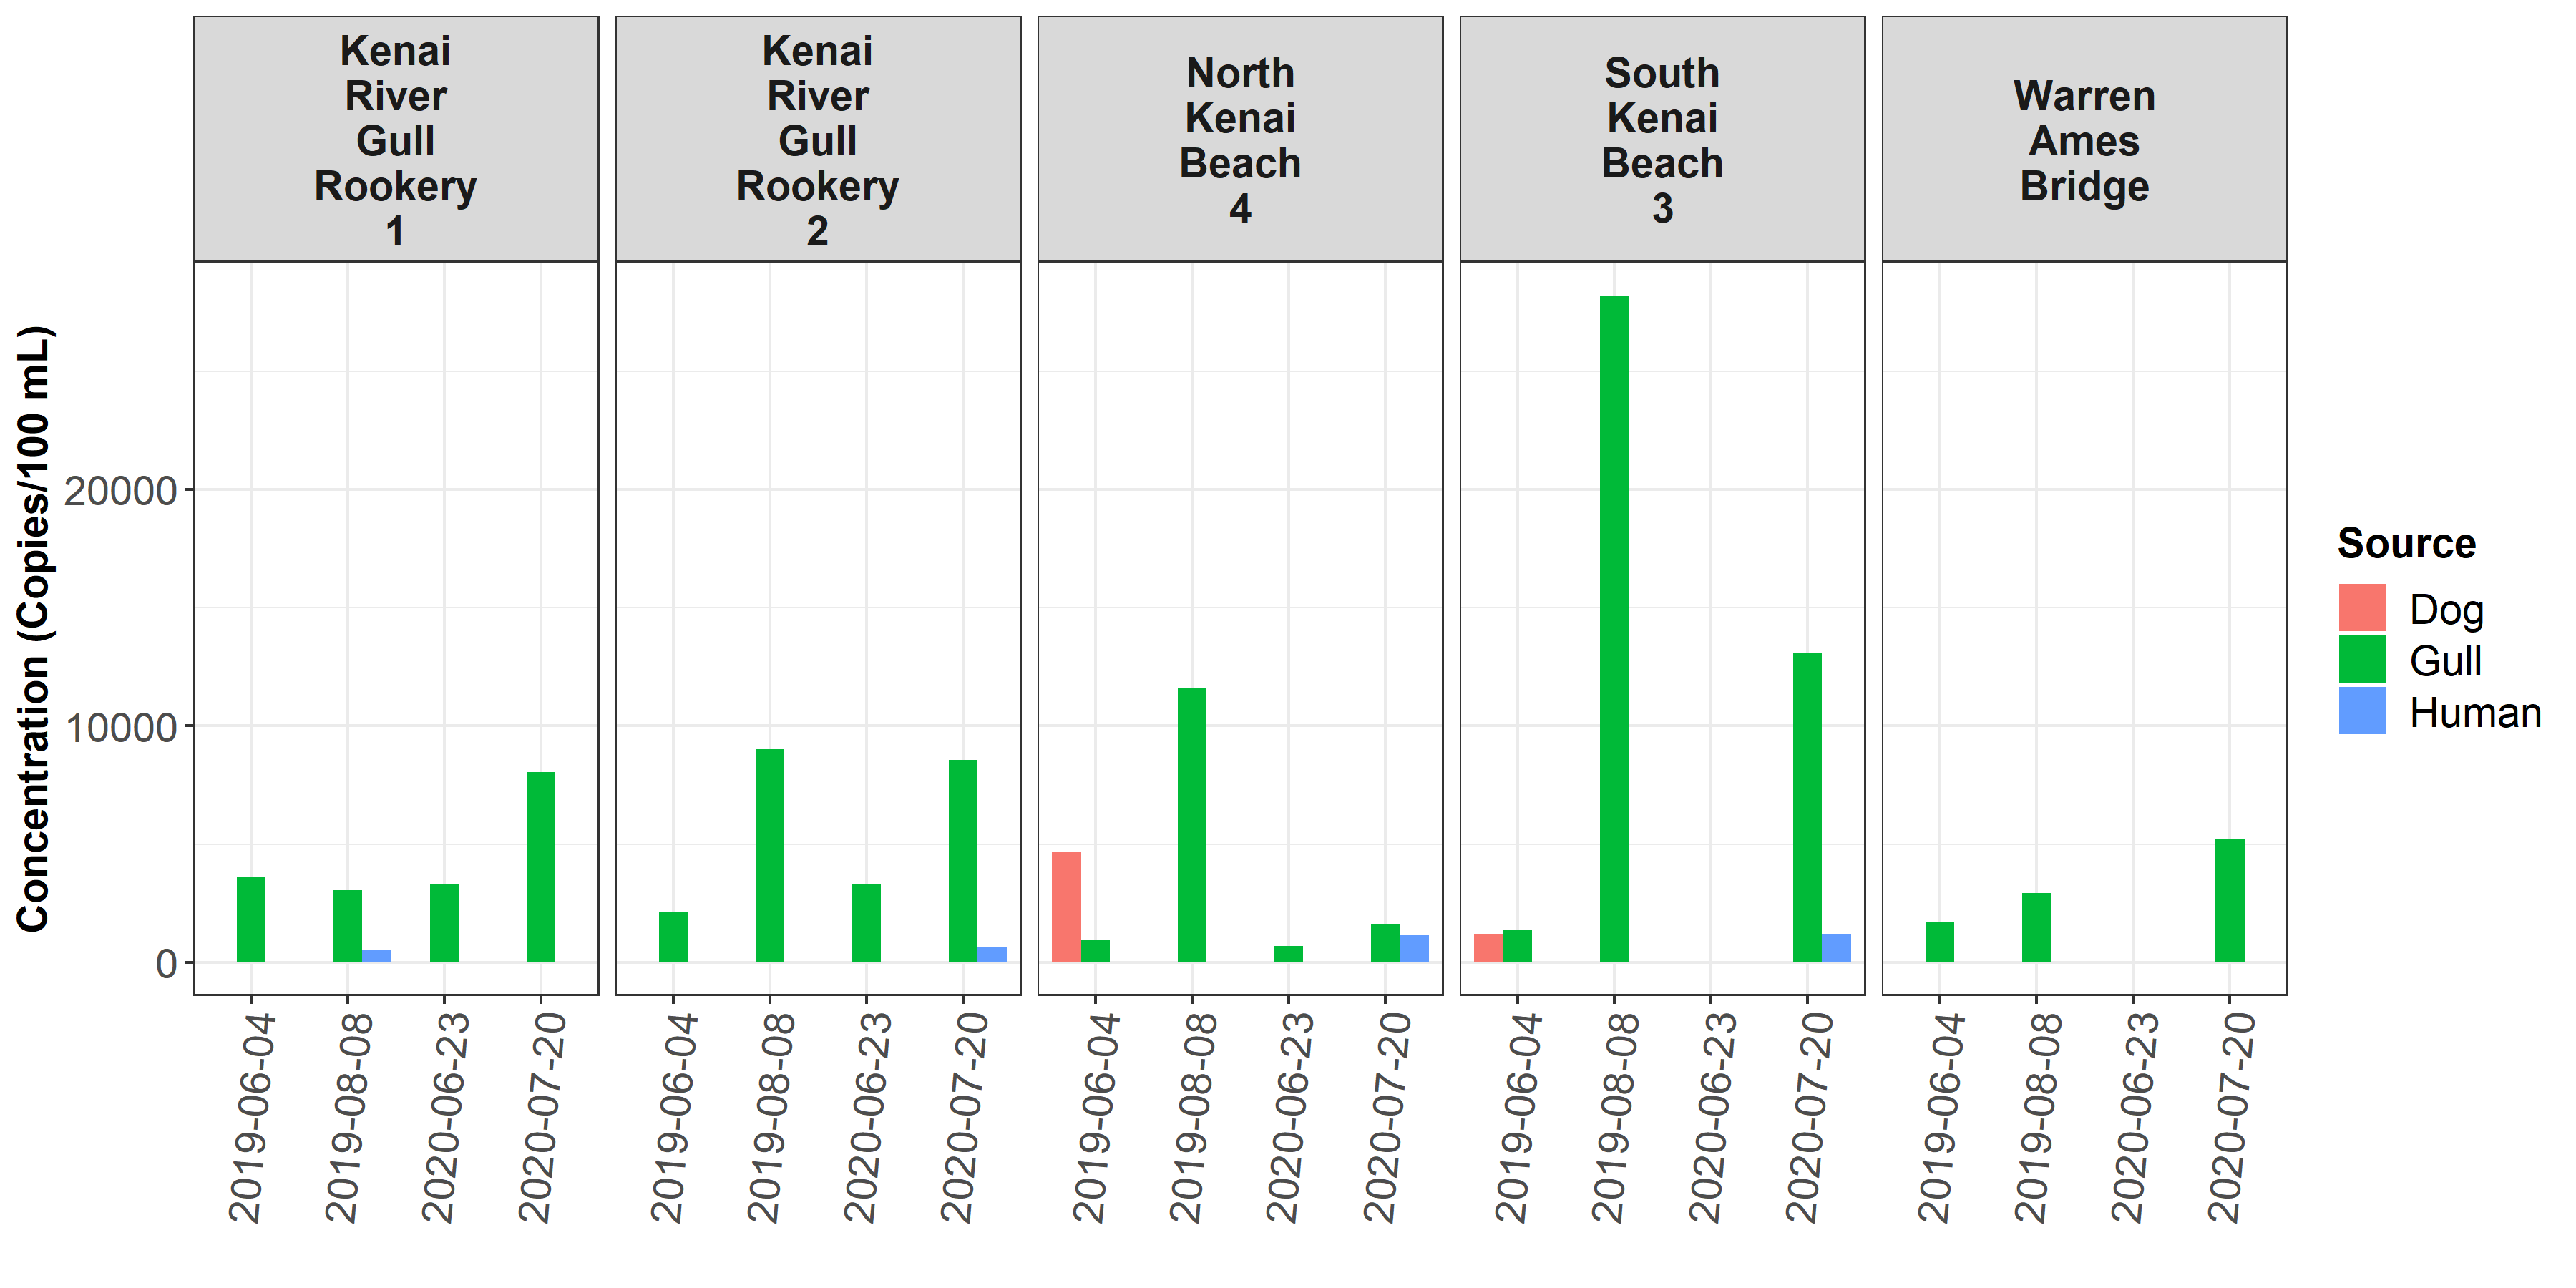 Kenai
River
Gull
Rookery
1
Kenai
River
Gull
Rookery
2
North
Kenai
Beach
4
South
Kenai
Beach
3
Warren
Ames
Bridge
Concentration (Copies/100 mL)
20000
10000
0
2019-06-04
2019-08-08
2020-06-23
2020-07-20
2019-06-04
2019-08-08
2020-06-23
2020-07-20
2019-06-04
2019-08-08
2020-06-23
2020-07-20
2019-06-04
2019-08-08
2020-06-23
2020-07-20
2019-06-04
2019-08-08
2020-06-23
2020-07-20
Source
Dog
Gull
Human